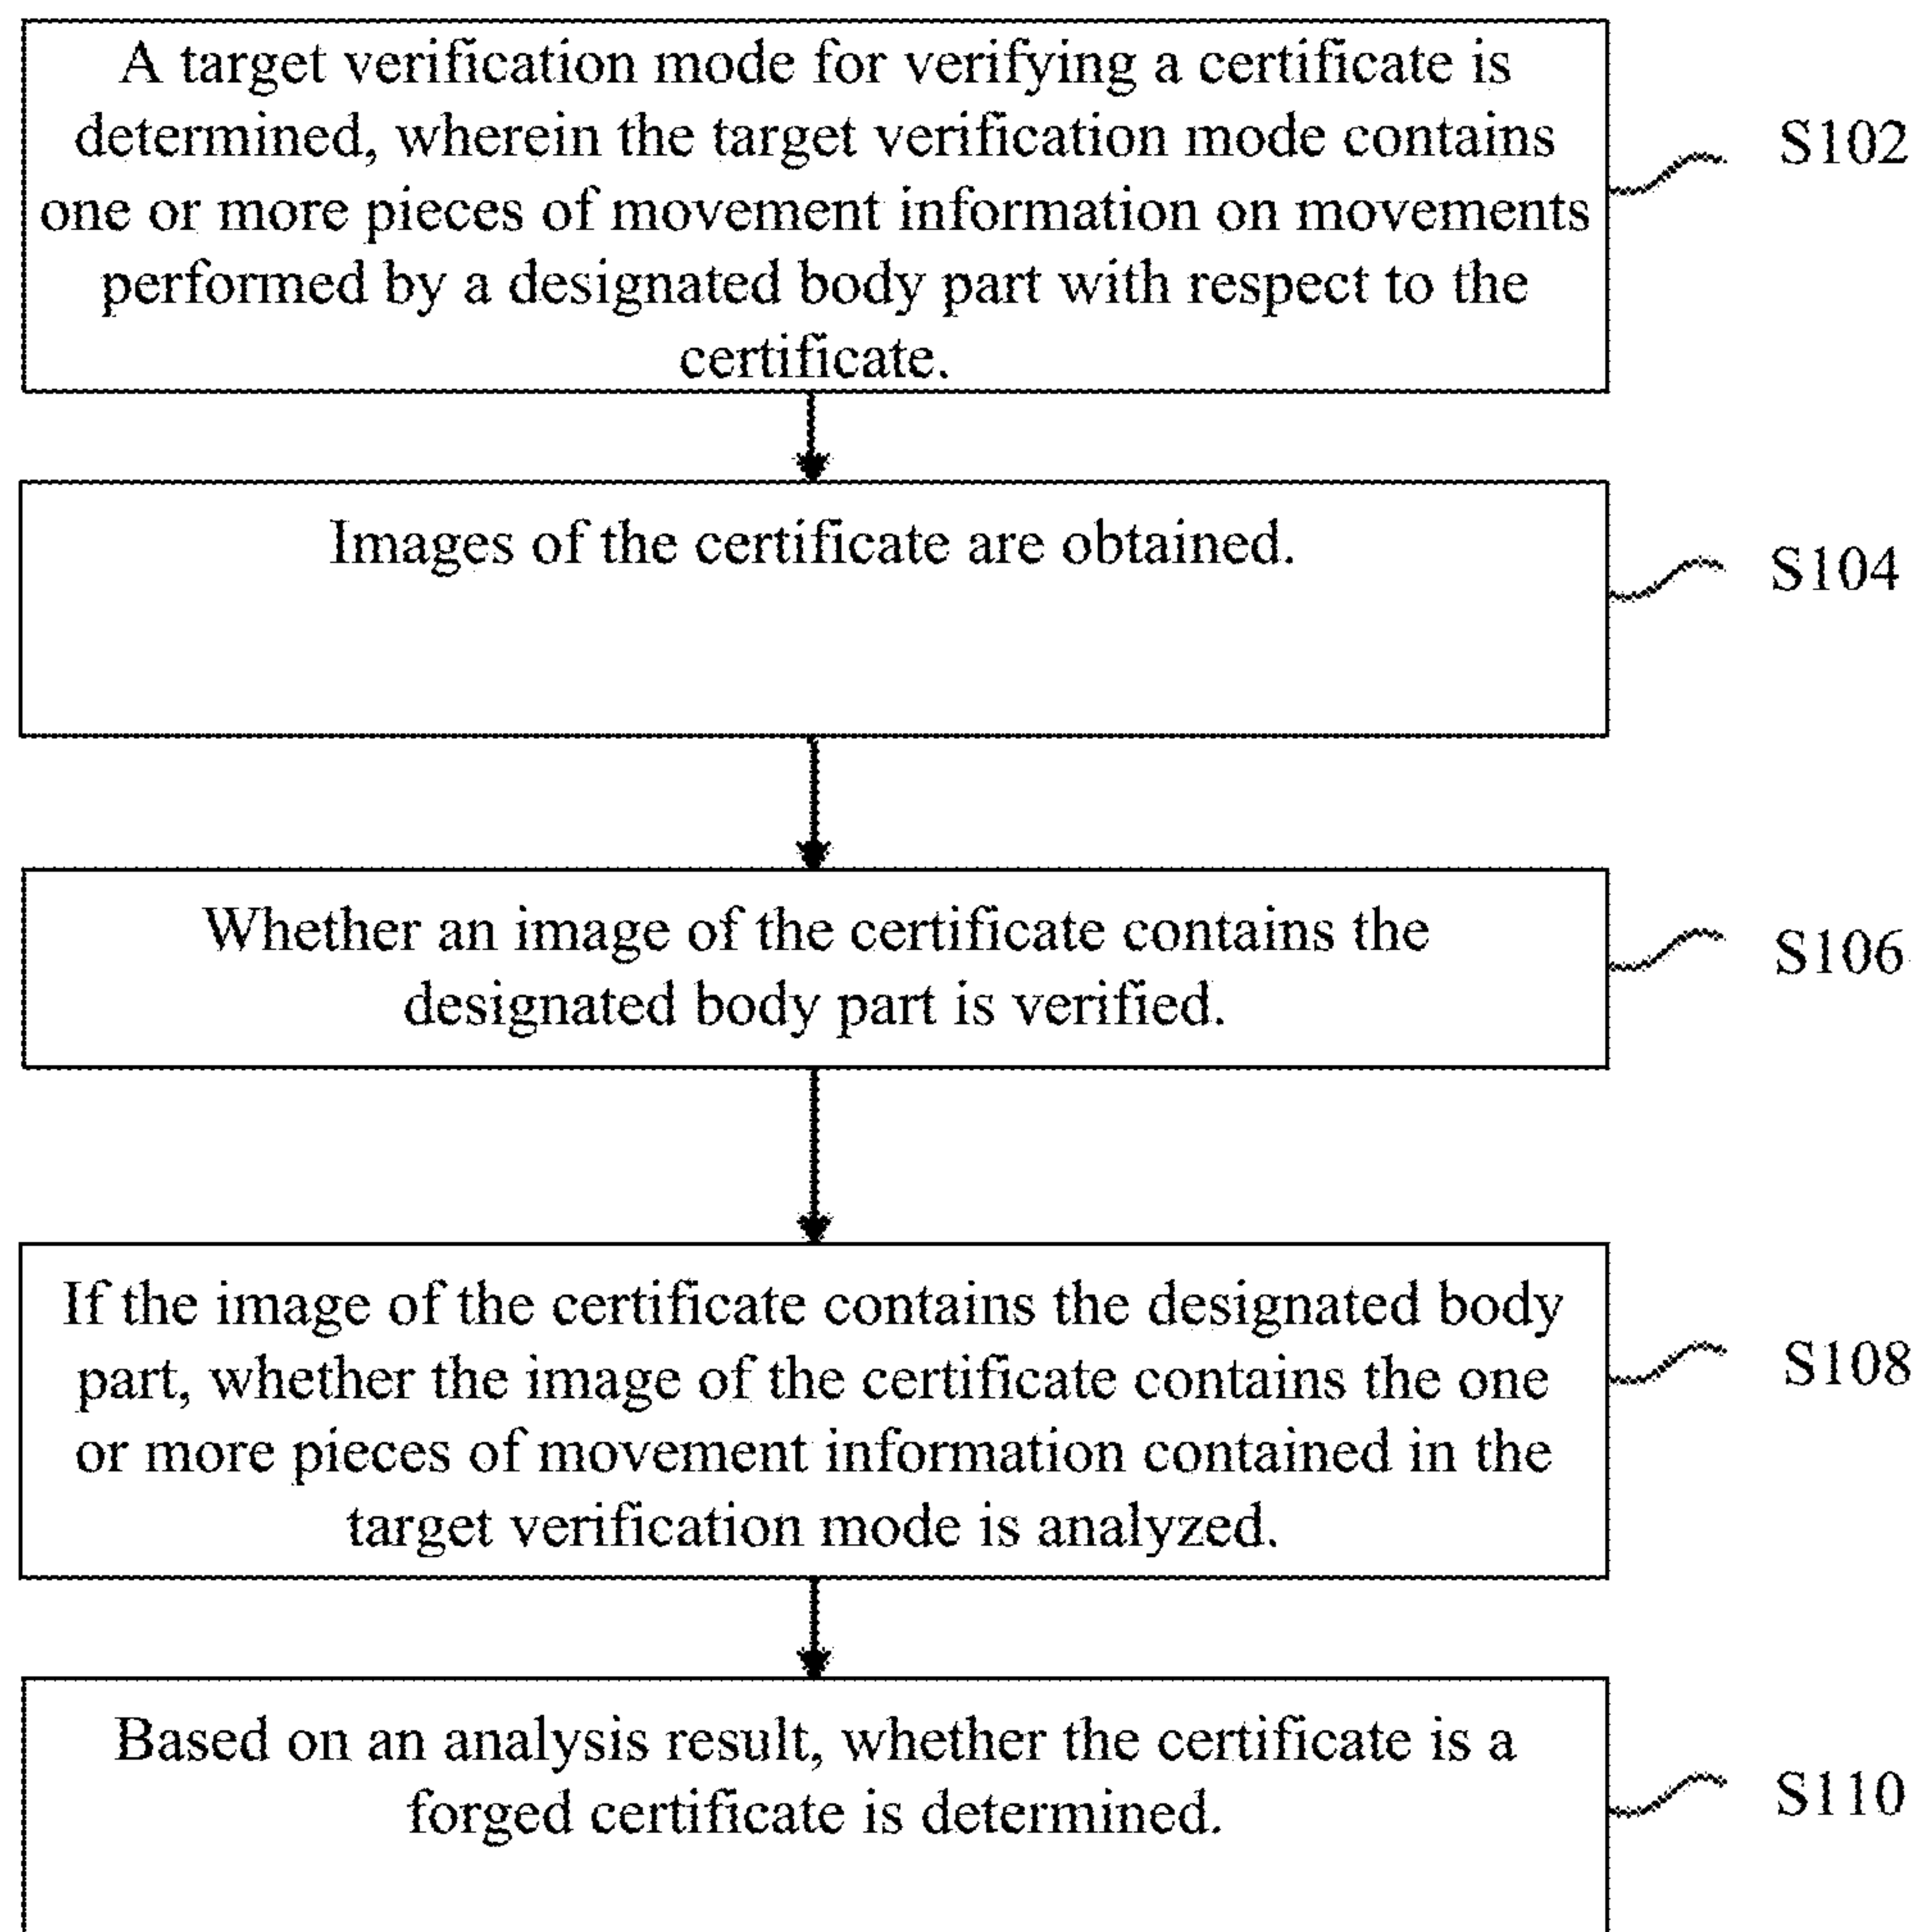 A target verification mode for verifying a certificate is
determined, wherein the target verification mode contains
one or more pieces of movement information on movements
performed by a designated body part with respect to the
certificate.
S102
Images of the certificate are obtained.
S104
Whether an image of the certificate contains the
designated body part is verified.
S106
If the image of the certificate contains the designated body
part, whether the image of the certificate contains the one
or more pieces of movement information contained in the
target verification mode is analyzed.
S108
Based on an analysis result, whether the certificate is a
forged certificate is determined.
S110